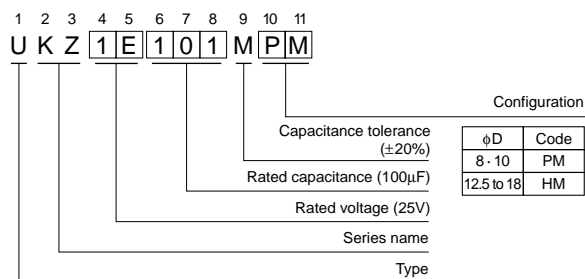 1 2 3 4 5 6 7 8 9 10 11
U K Z 1 E 1 0 1 M P M
Configuration
Capacitance tolerance
(±20%)
Rated capacitance (100µF)
Rated voltage (25V)
Series name
Type
ϕD Code
8 · 10 PM
12.5 to 18 HM